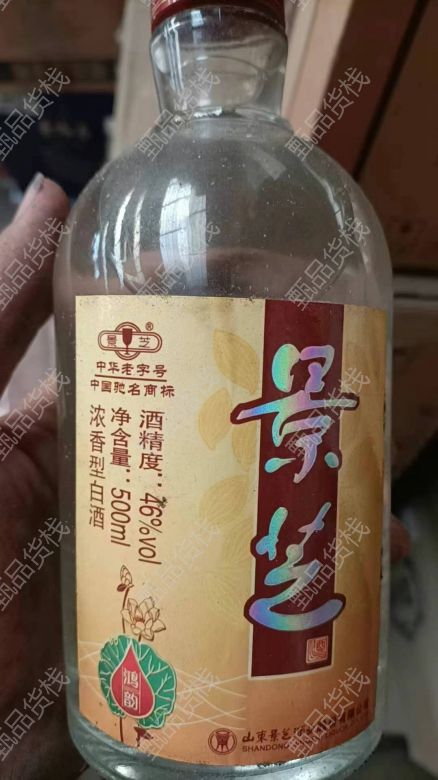 景芝®
中华老字号
中国驰名商标
酒精度：46%vol
净含量：500ml
浓香型白酒
景芝
鸿韵
山东景芝
SHANDONG
甄品货栈